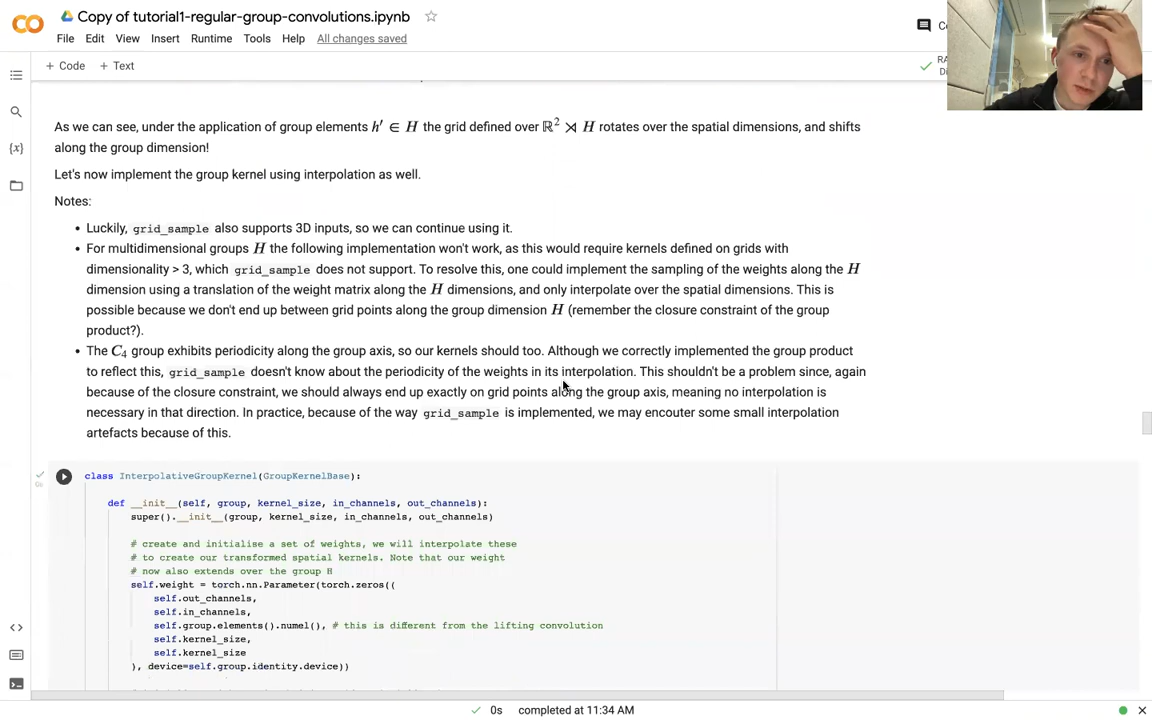 Copy of tutorial1-regular-group-convolutions.ipynb
File Edit View Insert Runtime Tools Help All changes saved
+ Code + Text
As we can see, under the application of group elements h′ ∈ H the grid defined over ℝ² ⋊ H rotates over the spatial dimensions, and shifts
along the group dimension!
Let's now implement the group kernel using interpolation as well.
Notes:
• Luckily, grid_sample also supports 3D inputs, so we can continue using it.
• For multidimensional groups H the following implementation won't work, as this would require kernels defined on grids with
dimensionality > 3, which grid_sample does not support. To resolve this, one could implement the sampling of the weights along the H
dimension using a translation of the weight matrix along the H dimensions, and only interpolate over the spatial dimensions. This is
possible because we don't end up between grid points along the group dimension H (remember the closure constraint of the group
product?).
• The C₄ group exhibits periodicity along the group axis, so our kernels should too. Although we correctly implemented the group product
to reflect this, grid_sample doesn't know about the periodicity of the weights in its interpolation. This shouldn't be a problem since, again
because of the closure constraint, we should always end up exactly on grid points along the group axis, meaning no interpolation is
necessary in that direction. In practice, because of the way grid_sample is implemented, we may encouter some small interpolation
artefacts because of this.
class InterpolativeGroupKernel(GroupKernelBase):
def __init__(self, group, kernel_size, in_channels, out_channels):
super().__init__(group, kernel_size, in_channels, out_channels)
# create and initialise a set of weights, we will interpolate these
# to create our transformed spatial kernels. Note that our weight
# now also extends over the group H
self.weight = torch.nn.Parameter(torch.zeros((
self.out_channels,
self.in_channels,
self.group.elements().numel(), # this is different from the lifting convolution
self.kernel_size,
self.kernel_size
), device=self.group.identity.device))
0s completed at 11:34 AM